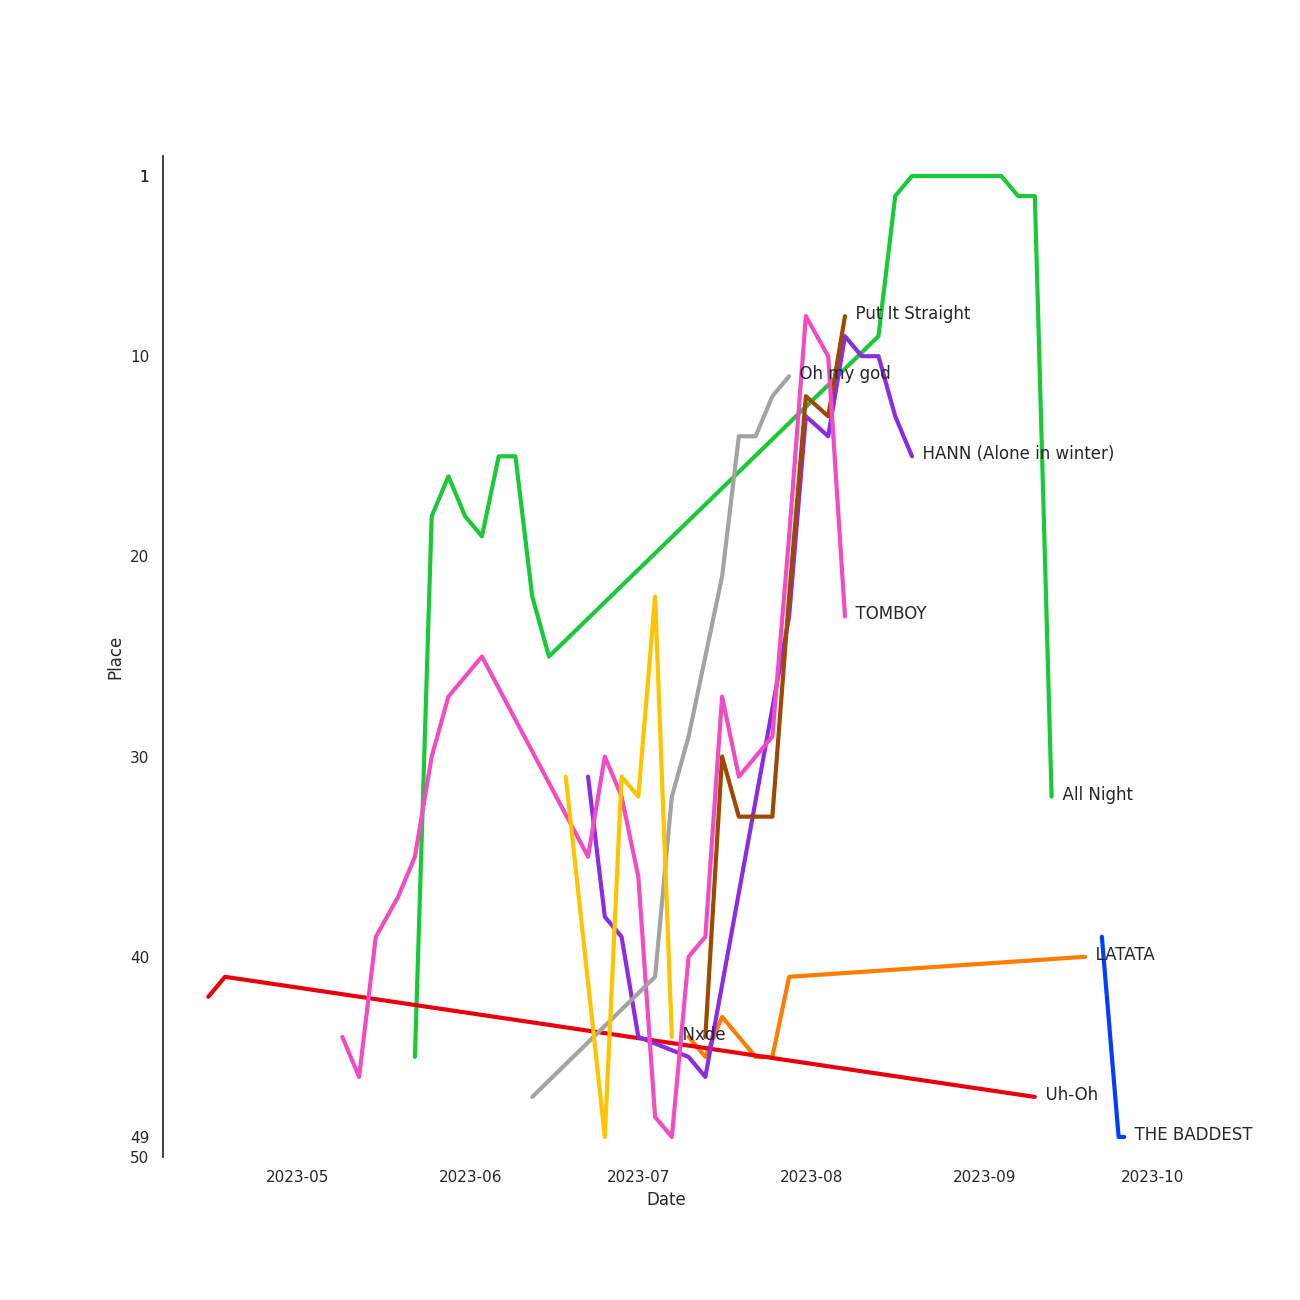 1
10
20
30
40
49
50
Place
Put It Straight
Oh my god
HANN (Alone in winter)
TOMBOY
All Night
LATATA
Nxde
Uh-Oh
THE BADDEST
2023-05
2023-06
2023-07
2023-08
2023-09
2023-10
Date